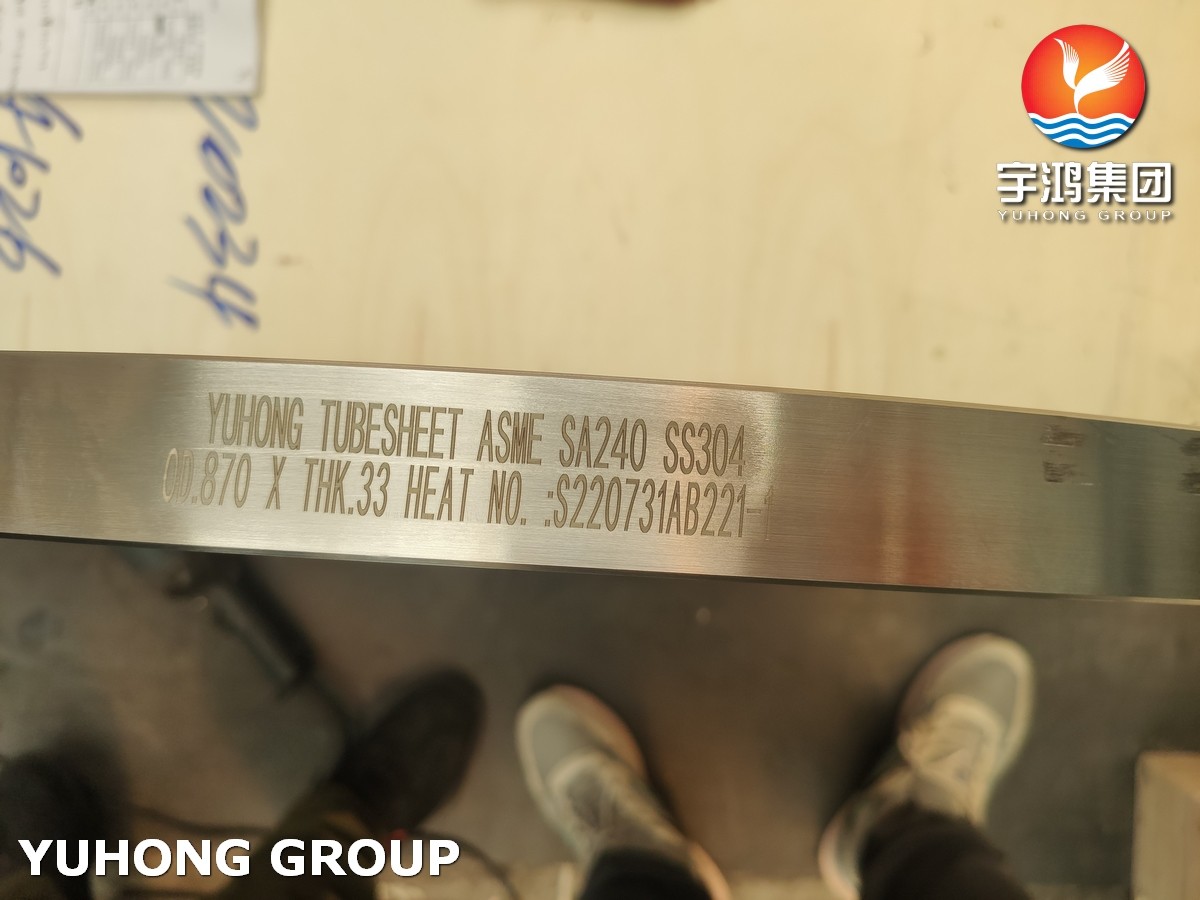 宇鸿集团
YUHONG GROUP
YUHONG TUBESHEET ASME SA240 SS304
OD.870 X THK.33 HEAT NO. :S220731AB221-1
YUHONG GROUP